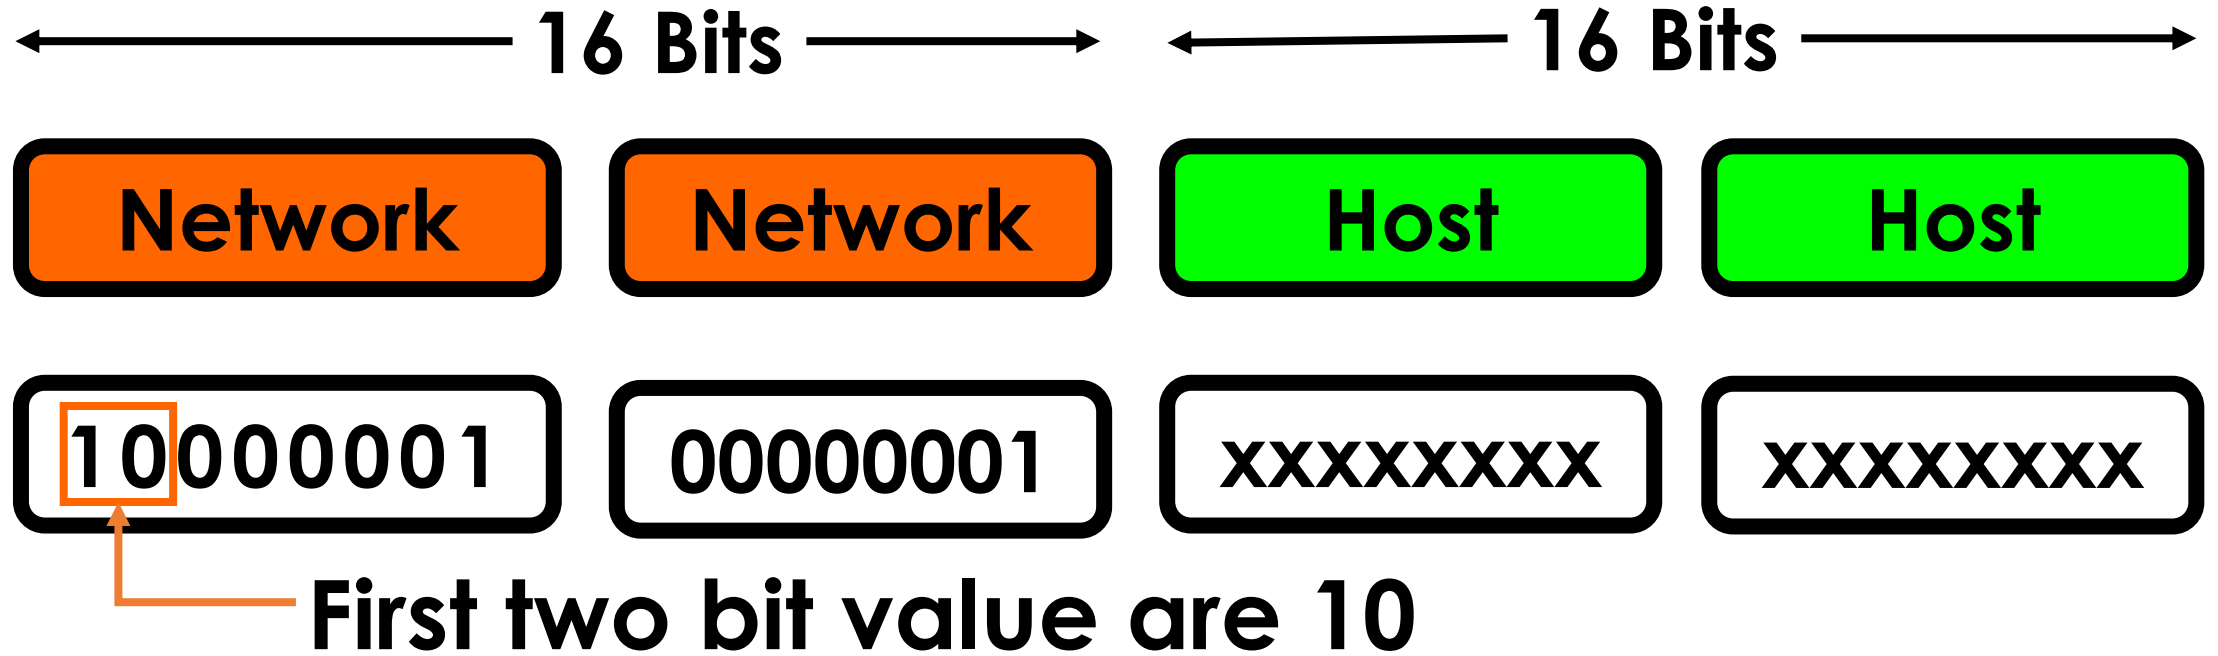 16 Bits 16 Bits
Network Network Host Host
10000001 00000001 xxxxxxxx xxxxxxxx
First two bit value are 10